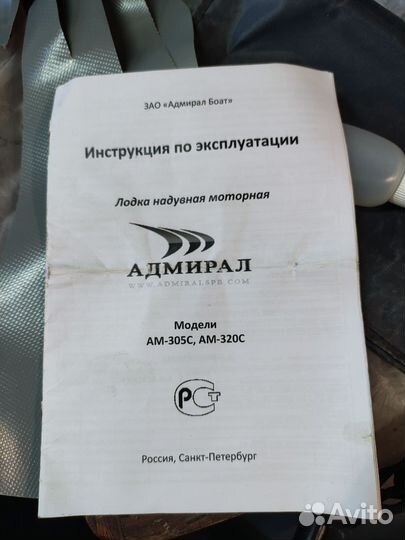 ЗАО «Адмирал Боат»
Инструкция по эксплуатации
Лодка надувная моторная
АДМИРАЛ
WWW.ADMIRALSPB.COM
Модели
АМ-305С, АМ-320С
РСТ
Россия, Санкт-Петербург
Avito